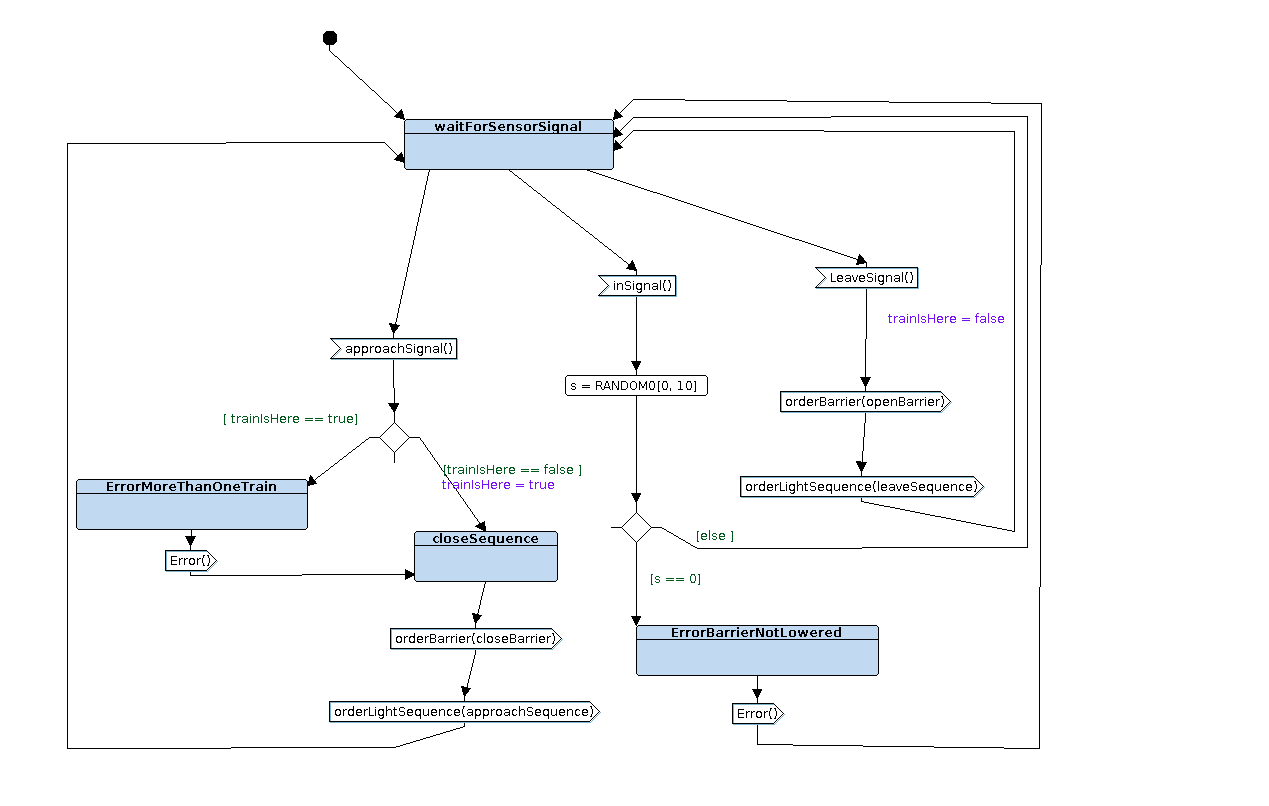 waitForSensorSignal
LeaveSignal()
inSignal()
trainIsHere = false
approachSignal()
s = RANDOM0[0, 10]
orderBarrier(openBarrier)
[ trainIsHere == true]
[trainIsHere == false ]
trainIsHere = true
ErrorMoreThanOneTrain
orderLightSequence(leaveSequence)
closeSequence
[else ]
Error()
[s == 0]
orderBarrier(closeBarrier)
ErrorBarrierNotLowered
orderLightSequence(approachSequence)
Error()